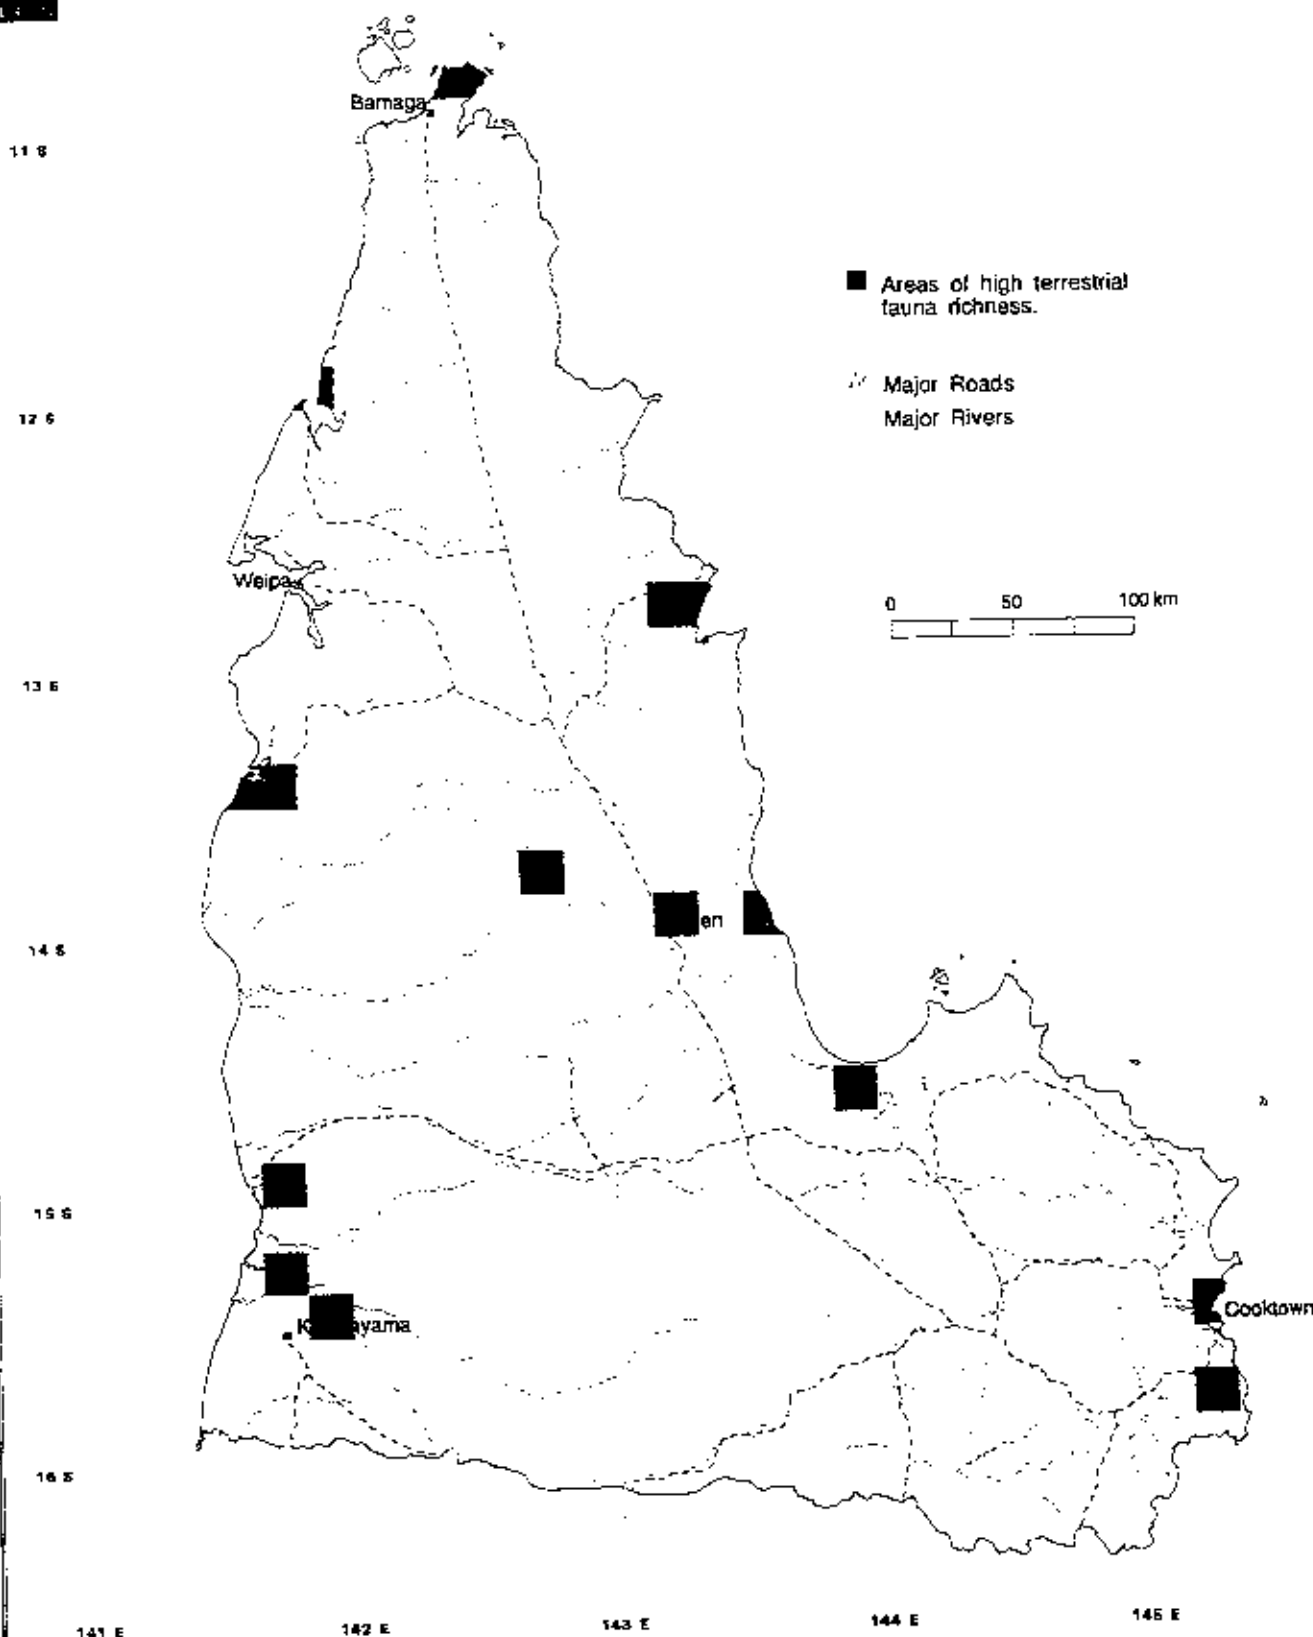 Bamaga
11 S
Areas of high terrestrial
fauna richness.
Major Roads
Major Rivers
12 S
Weipa
0 50 100 km
13 S
en
14 S
15 S
Cooktown
K ayama
16 S
141 E 142 E 143 E 144 E 145 E